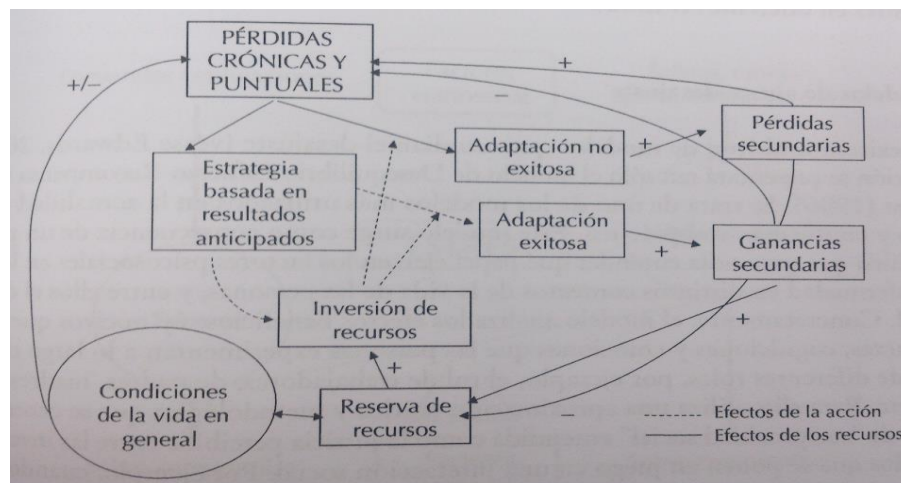 PÉRDIDAS
CRÓNICAS Y
PUNTUALES
+/–
+
–
Pérdidas
secundarias
Adaptación no
exitosa
+
Estrategia
basada en
resultados
anticipados
Adaptación
exitosa
+
Ganancias
secundarias
Inversión de
recursos
+
+
Condiciones
de la vida en
general
Reserva de
recursos
Efectos de la acción
Efectos de los recursos